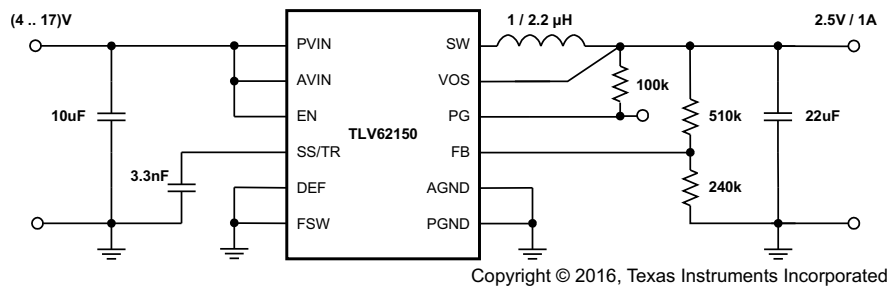 (4 .. 17)V
1 / 2.2 µH
2.5V / 1A
PVIN
SW
AVIN
VOS
100k
10uF
EN
PG
510k
22uF
TLV62150
SS/TR
FB
3.3nF
DEF
AGND
240k
FSW
PGND
Copyright © 2016, Texas Instruments Incorporated